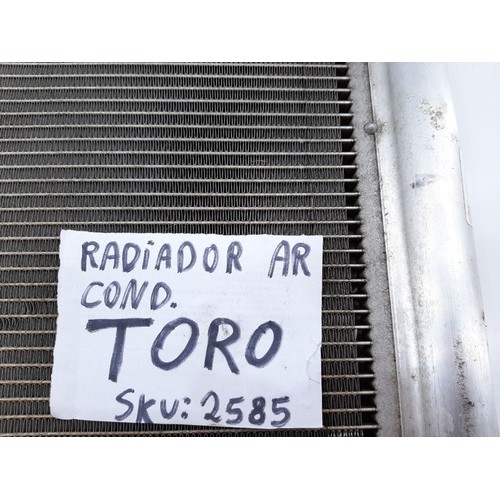 RADiADOR AR
COND.
TORO
SKU: 2585